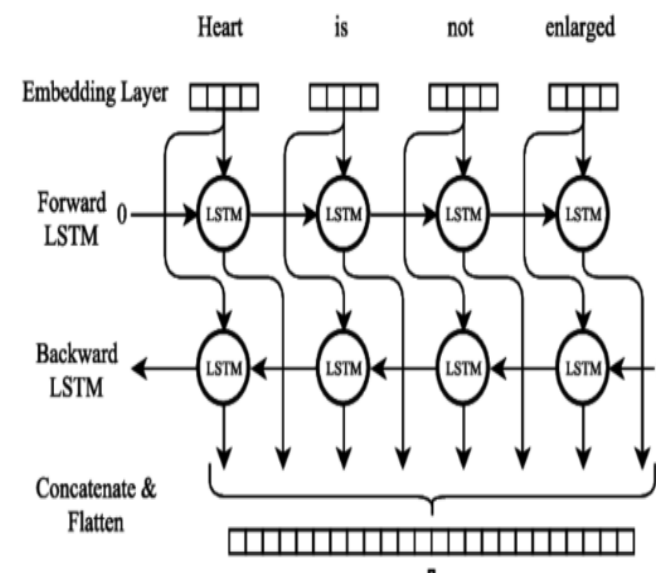 Heart is not enlarged
Embedding Layer
Forward
LSTM
0
LSTM LSTM LSTM LSTM
Backward
LSTM
LSTM LSTM LSTM LSTM
Concatenate &
Flatten